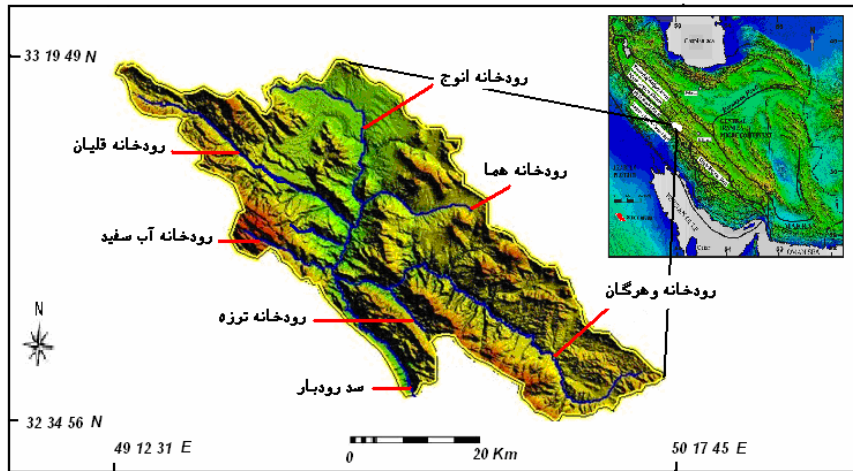 33 19 49 N
رودخانه انوج
رودخانه قلیان
رودخانه هما
رودخانه آب سفید
رودخانه وهرگان
رودخانه ترزه
سد رودبار
N
32 34 56 N
0 20 Km
49 12 31 E
50 17 45 E